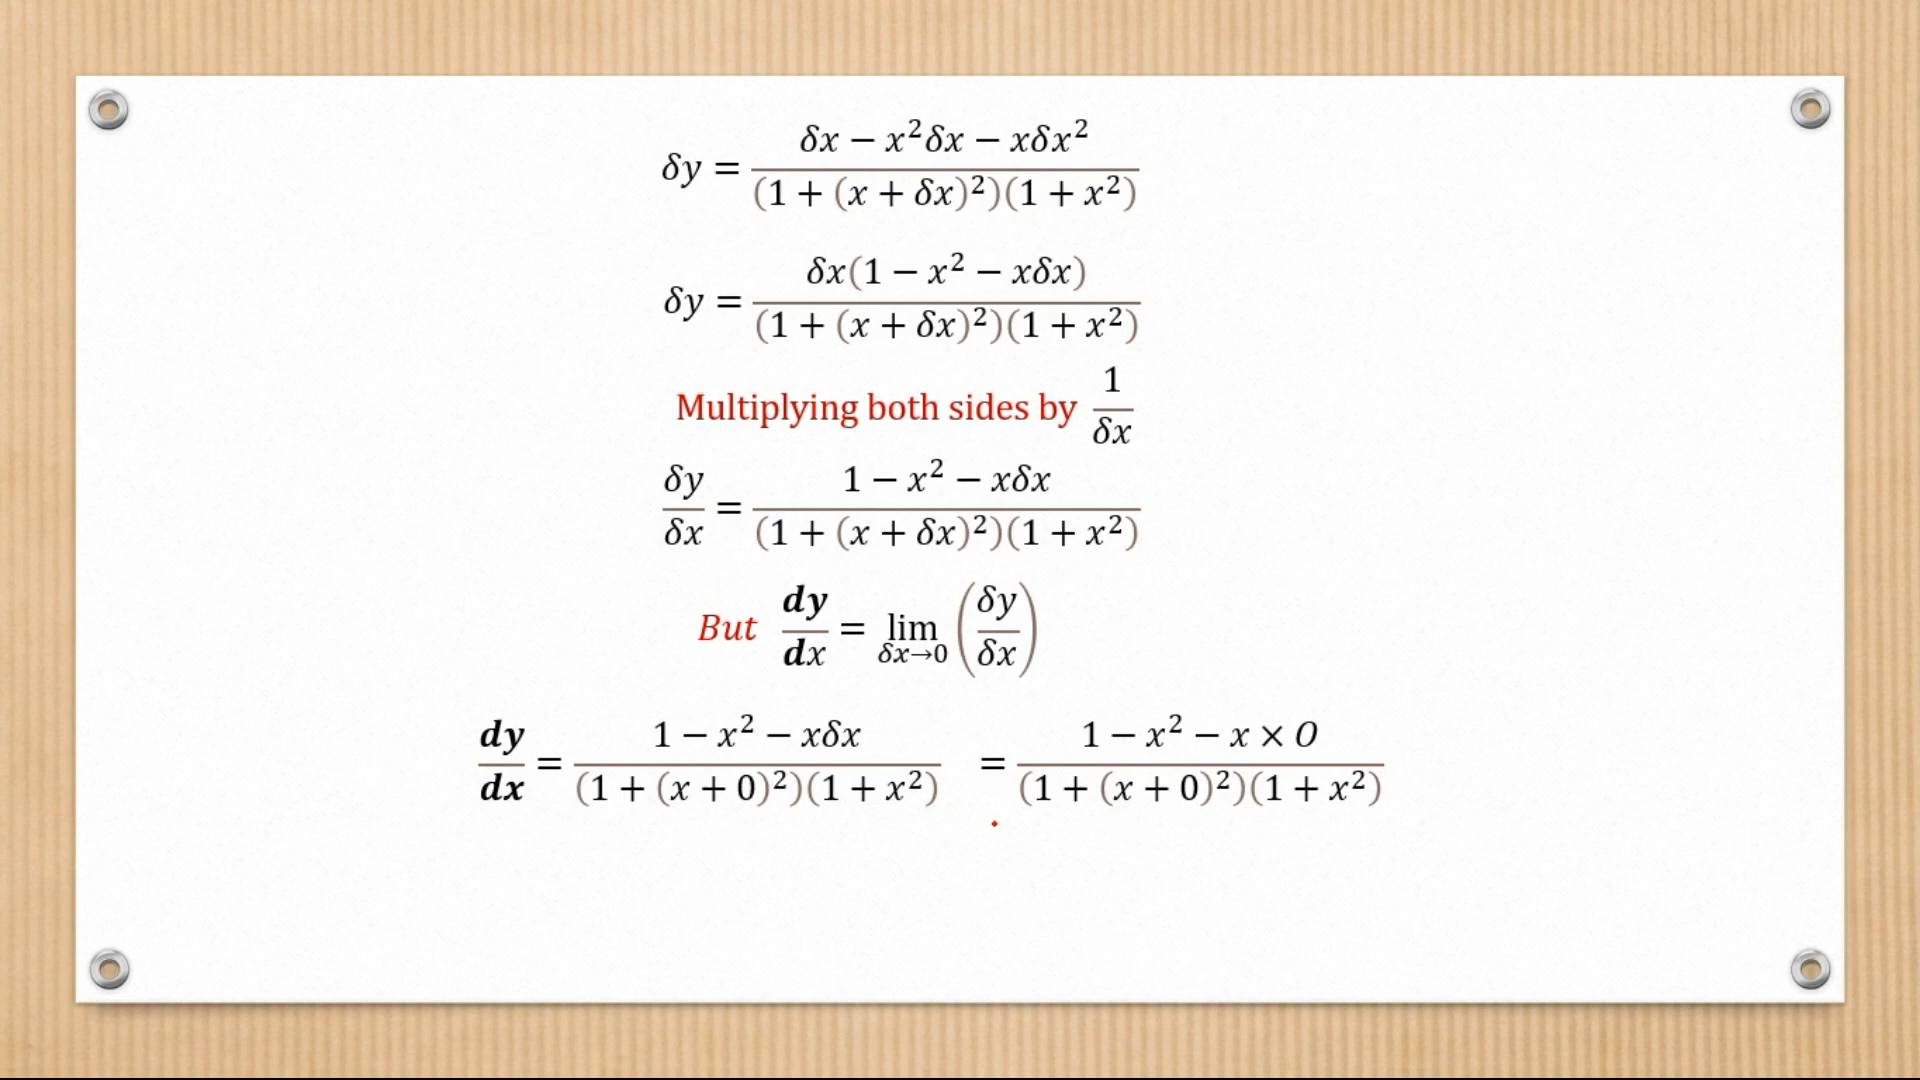 δy = (δx − x²δx − xδx²) / ((1 + (x + δx)²)(1 + x²))
δy = δx(1 − x² − xδx) / ((1 + (x + δx)²)(1 + x²))
Multiplying both sides by 1/δx
δy/δx = (1 − x² − xδx) / ((1 + (x + δx)²)(1 + x²))
But dy/dx = lim δx→0 (δy/δx)
dy/dx = (1 − x² − xδx) / ((1 + (x + 0)²)(1 + x²)) = (1 − x² − x × O) / ((1 + (x + 0)²)(1 + x²))